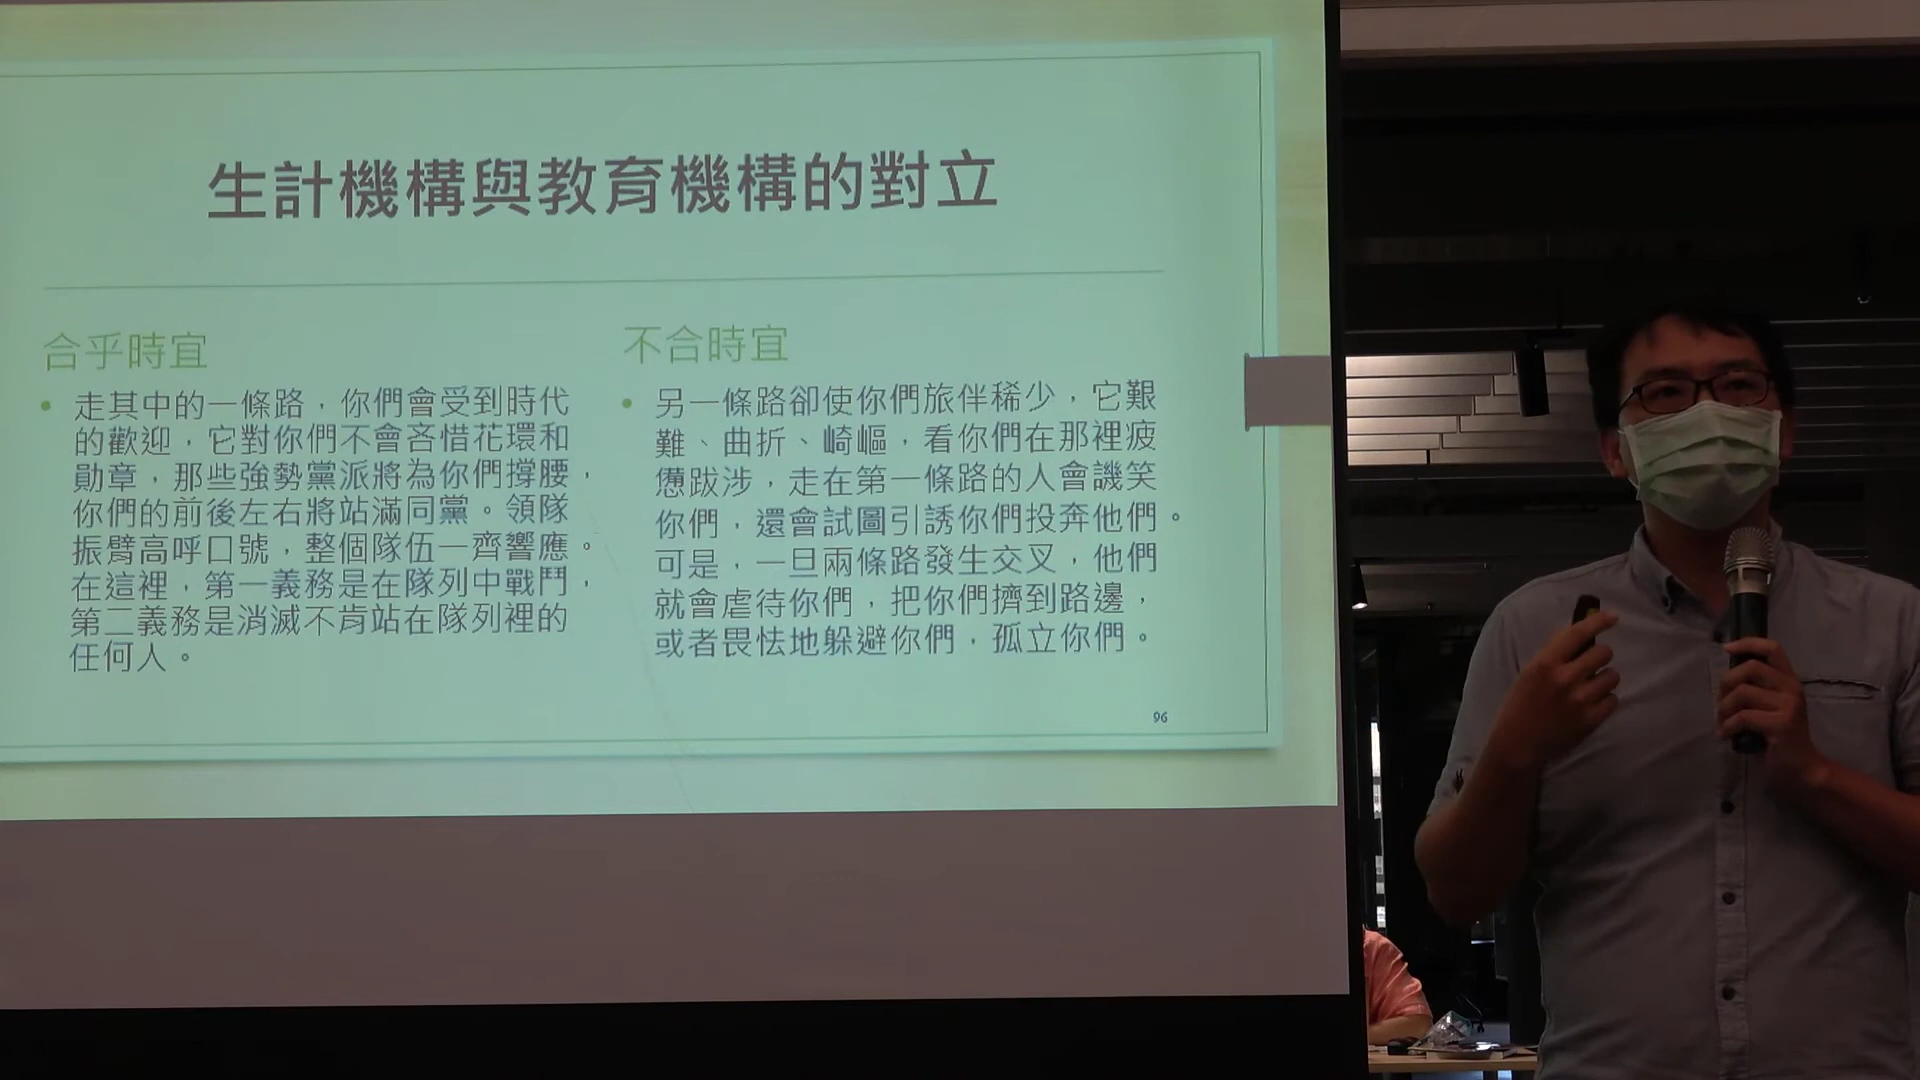 生計機構與教育機構的對立
合乎時宜
• 走其中的一條路，你們會受到時代
的歡迎，它對你們不會吝惜花環和
勛章，那些強勢黨派將為你們撐腰，
你們的前後左右將站滿同黨。領隊
振臂高呼口號，整個隊伍一齊響應。
在這裡，第一義務是在隊列中戰鬥，
第二義務是消滅不肯站在隊列裡的
任何人。
不合時宜
• 另一條路卻使你們旅伴稀少，它艱
難、曲折、崎嶇，看你們在那裡疲
憊跋涉，走在第一條路的人會譏笑
你們，還會試圖引誘你們投奔他們。
可是，一旦兩條路發生交叉，他們
就會虐待你們，把你們擠到路邊，
或者畏怯地躲避你們，孤立你們。
96